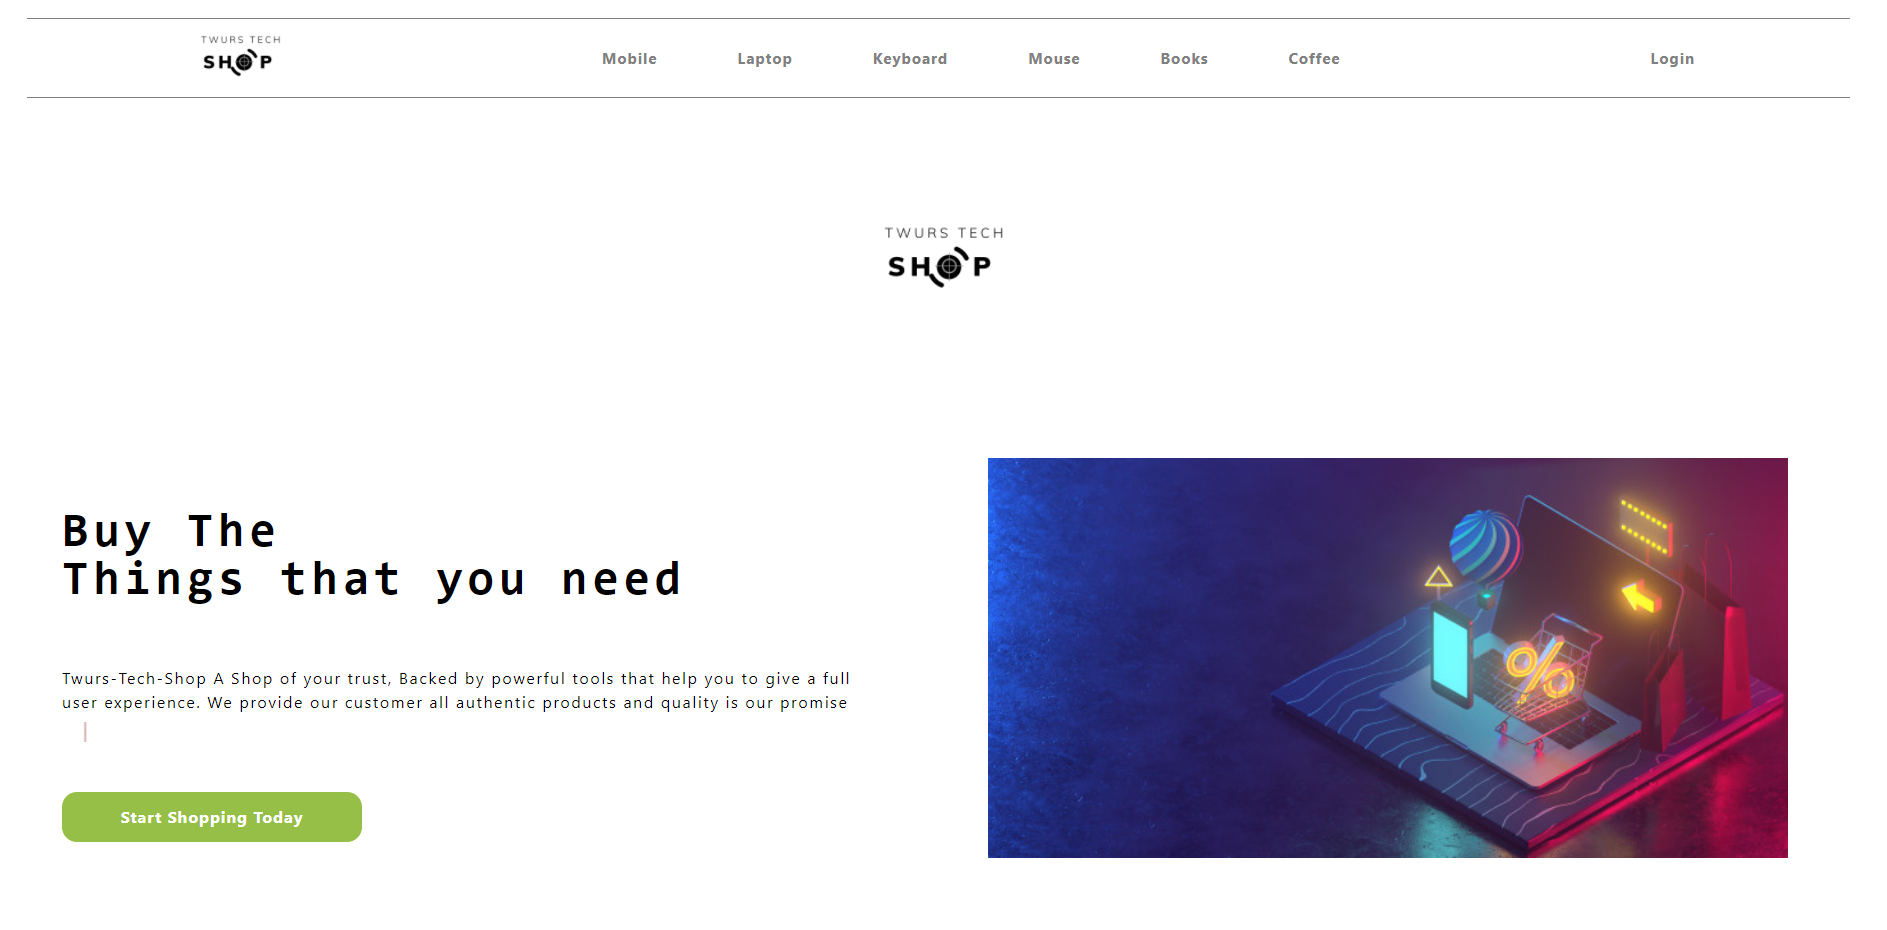 TWURS TECH
SHOP
Mobile Laptop Keyboard Mouse Books Coffee Login
TWURS TECH
SHOP
Buy The
Things that you need
Twurs-Tech-Shop A Shop of your trust, Backed by powerful tools that help you to give a full
user experience. We provide our customer all authentic products and quality is our promise
|
Start Shopping Today
%